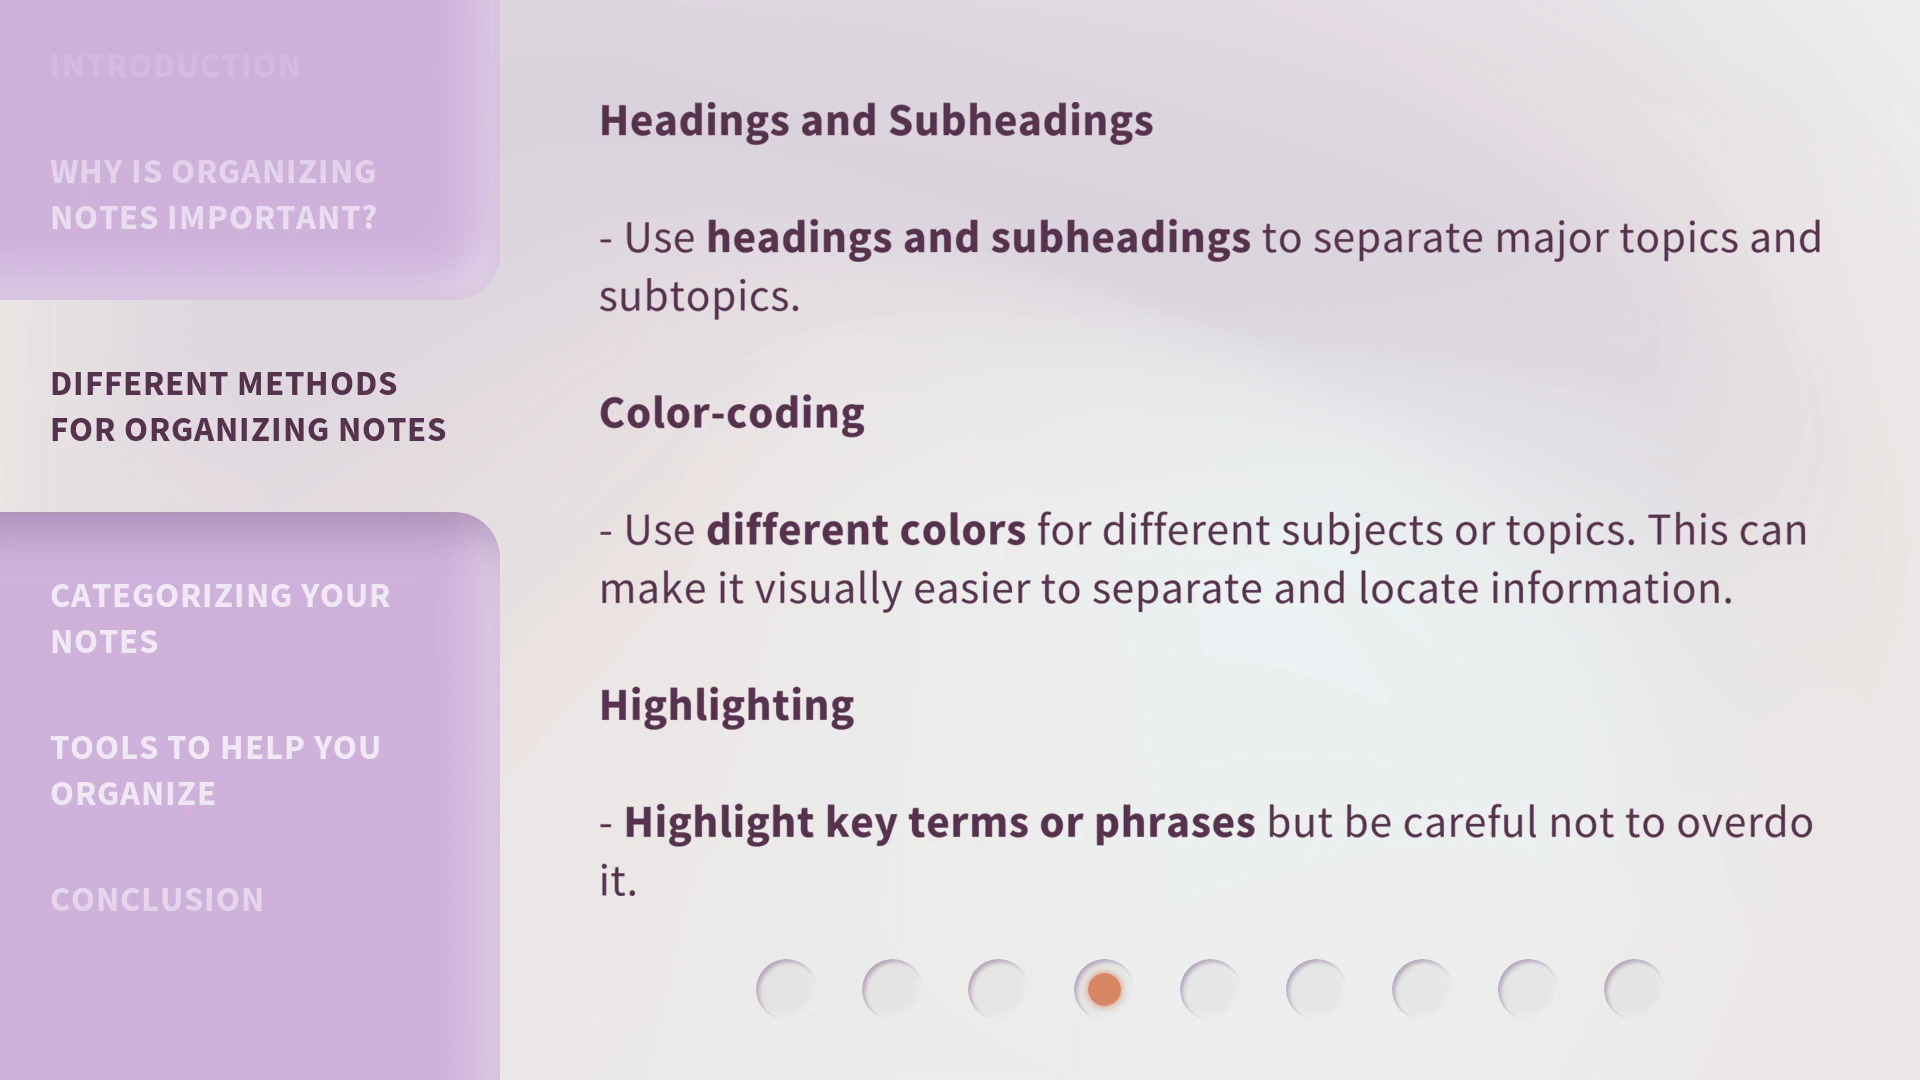 INTRODUCTION
WHY IS ORGANIZING
NOTES IMPORTANT?
DIFFERENT METHODS
FOR ORGANIZING NOTES
CATEGORIZING YOUR
NOTES
TOOLS TO HELP YOU
ORGANIZE
CONCLUSION
Headings and Subheadings
- Use headings and subheadings to separate major topics and
subtopics.
Color-coding
- Use different colors for different subjects or topics. This can
make it visually easier to separate and locate information.
Highlighting
- Highlight key terms or phrases but be careful not to overdo
it.